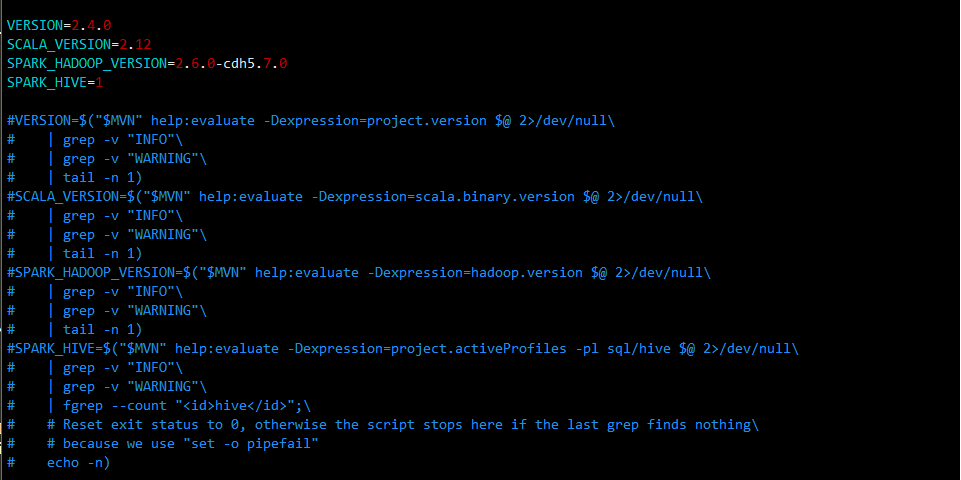 VERSION=2.4.0
SCALA_VERSION=2.12
SPARK_HADOOP_VERSION=2.6.0-cdh5.7.0
SPARK_HIVE=1
#VERSION=$("$MVN" help:evaluate -Dexpression=project.version $@ 2>/dev/null\
#    | grep -v "INFO"\
#    | grep -v "WARNING"\
#    | tail -n 1)
#SCALA_VERSION=$("$MVN" help:evaluate -Dexpression=scala.binary.version $@ 2>/dev/null\
#    | grep -v "INFO"\
#    | grep -v "WARNING"\
#    | tail -n 1)
#SPARK_HADOOP_VERSION=$("$MVN" help:evaluate -Dexpression=hadoop.version $@ 2>/dev/null\
#    | grep -v "INFO"\
#    | grep -v "WARNING"\
#    | tail -n 1)
#SPARK_HIVE=$("$MVN" help:evaluate -Dexpression=project.activeProfiles -pl sql/hive $@ 2>/dev/null\
#    | grep -v "INFO"\
#    | grep -v "WARNING"\
#    | fgrep --count "<id>hive</id>";\
#    # Reset exit status to 0, otherwise the script stops here if the last grep finds nothing\
#    # because we use "set -o pipefail"
#    echo -n)